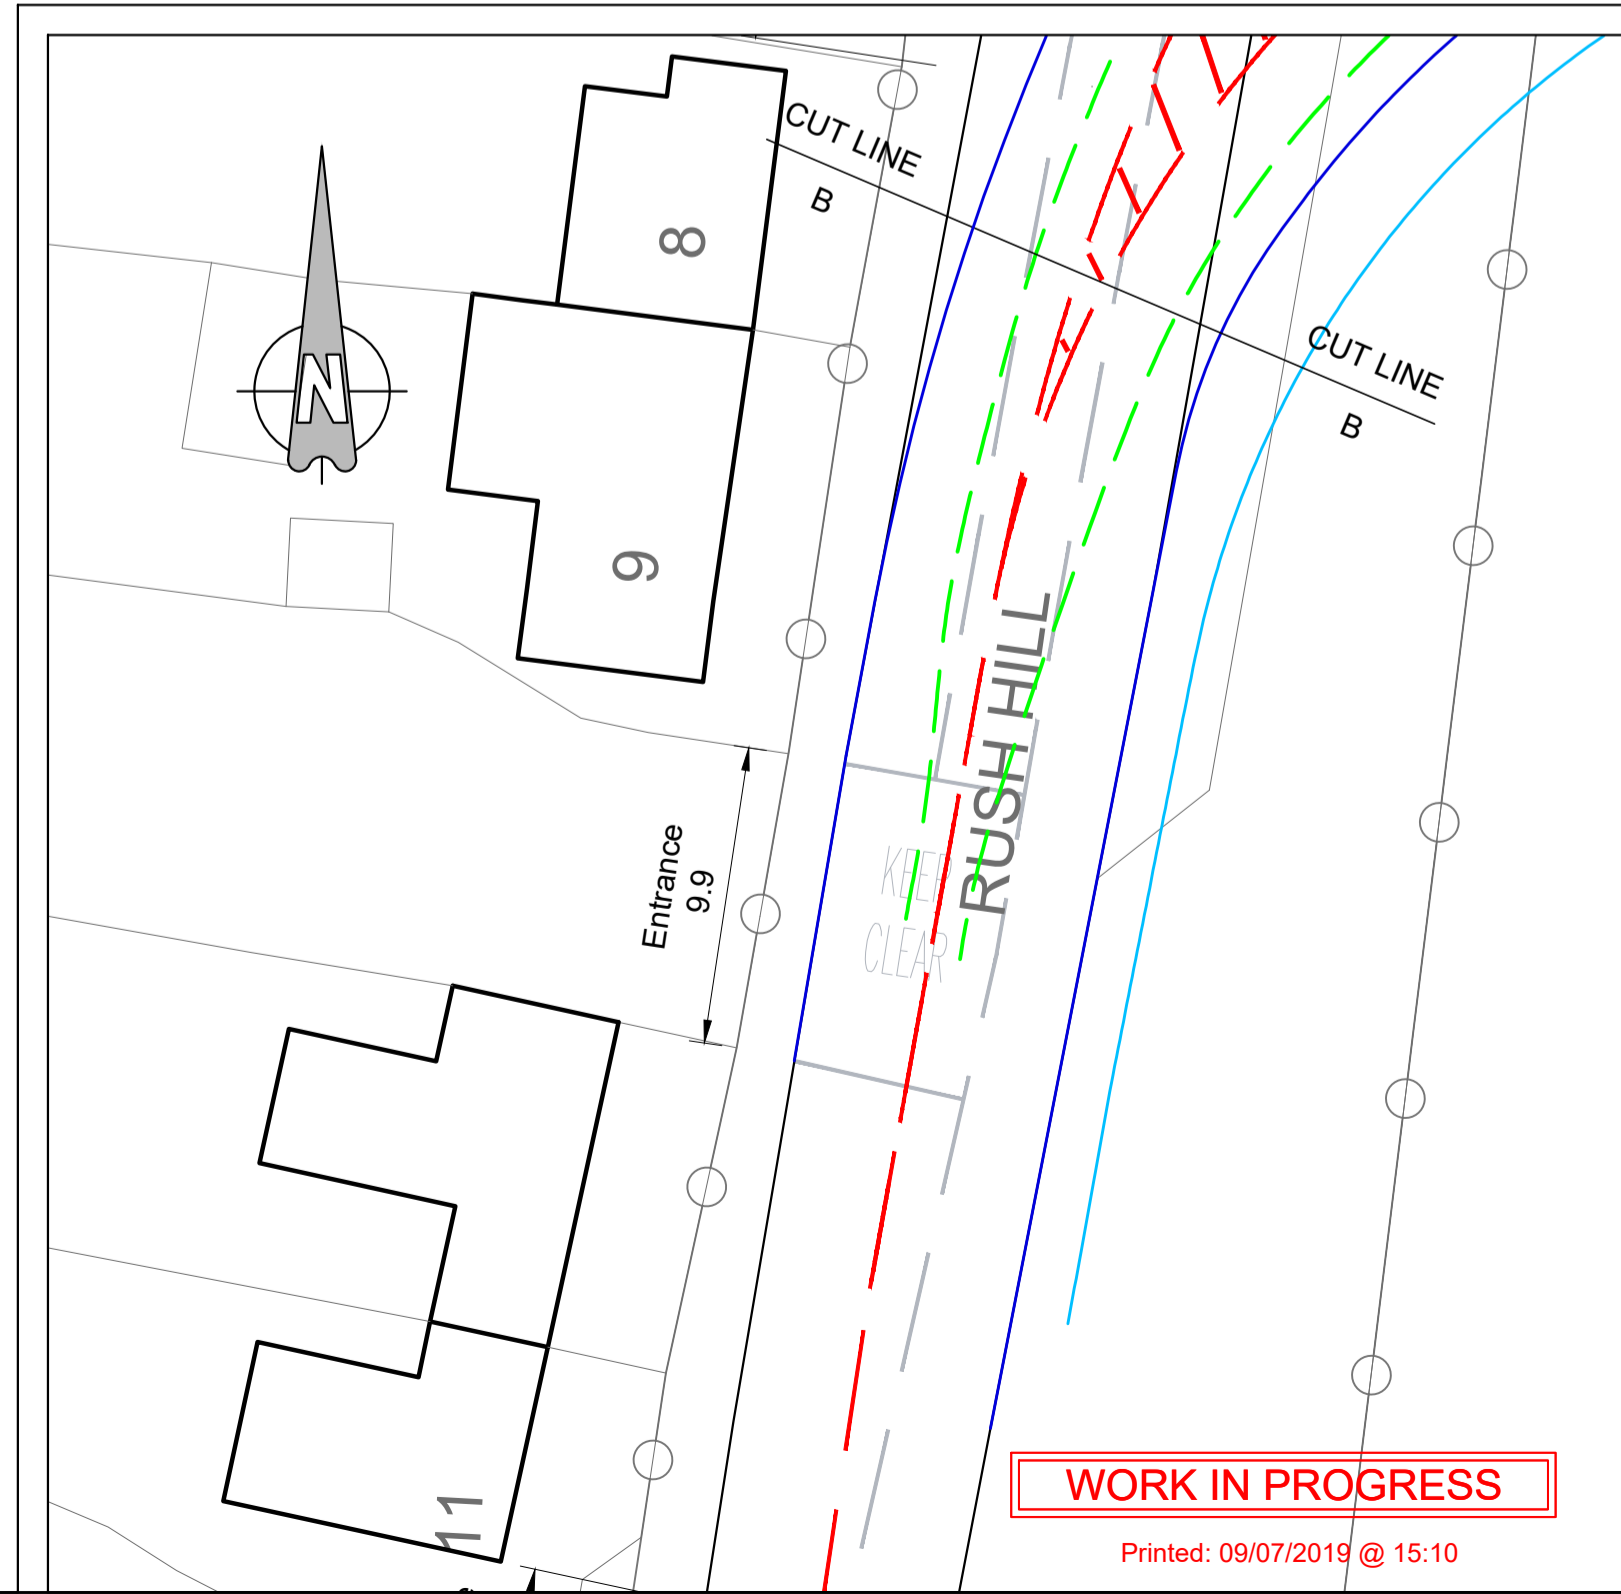 CUT LINE
B
8
N
CUT LINE
B
9
RUSH HILL
Entrance
9.9
KEEP
CLEAR
11
WORK IN PROGRESS
Printed: 09/07/2019 @ 15:10